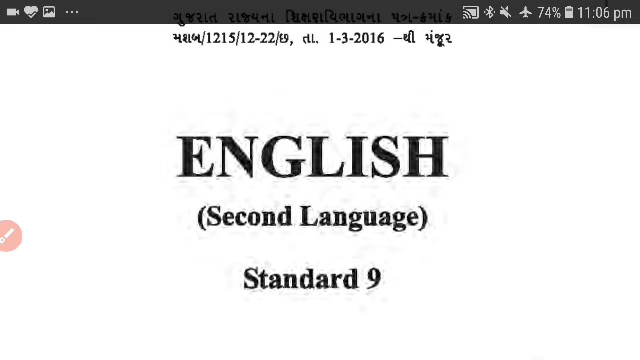 74% 11:06 pm
ગુજરાત રાજ્યના શિક્ષણવિભાગના પત્ર-ક્રમાંક
મશબ/1215/12-22/છ, તા. 1-3-2016 –થી મંજૂર
ENGLISH
(Second Language)
Standard 9